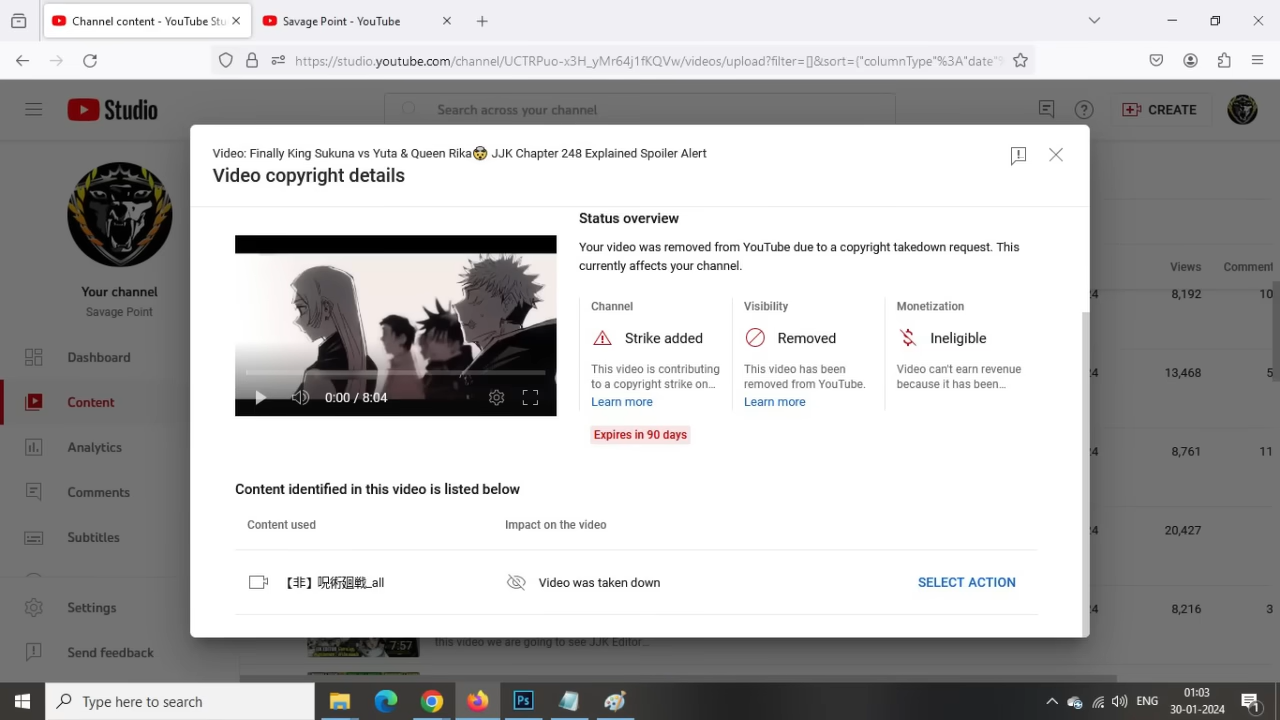 Channel content - YouTube Stu
Savage Point - YouTube
https://studio.youtube.com/channel/UCTRPuo-x3H_yMr64j1fKQVw/videos/upload?filter=[]&sort={"columnType"%3A"date"%
Studio
Search across your channel
CREATE
Video: Finally King Sukuna vs Yuta & Queen Rika🤯 JJK Chapter 248 Explained Spoiler Alert
Video copyright details
Your channel
Savage Point
Dashboard
Content
Analytics
Comments
Subtitles
Settings
Send feedback
0:00 / 8:04
Status overview
Your video was removed from YouTube due to a copyright takedown request. This
currently affects your channel.
Channel
Strike added
This video is contributing
to a copyright strike on…
Learn more
Expires in 90 days
Visibility
Removed
This video has been
removed from YouTube.
Learn more
Monetization
Ineligible
Video can't earn revenue
because it has been…
Content identified in this video is listed below
Content used
Impact on the video
【非】呪術廻戦_all
Video was taken down
SELECT ACTION
Views
Comment
24
8,192
10
24
13,468
5
24
8,761
11
24
20,427
24
8,216
3
7:57
this video we are going to see JJK Editor…
Type here to search
Ps
ENG
01:03
30-01-2024
1